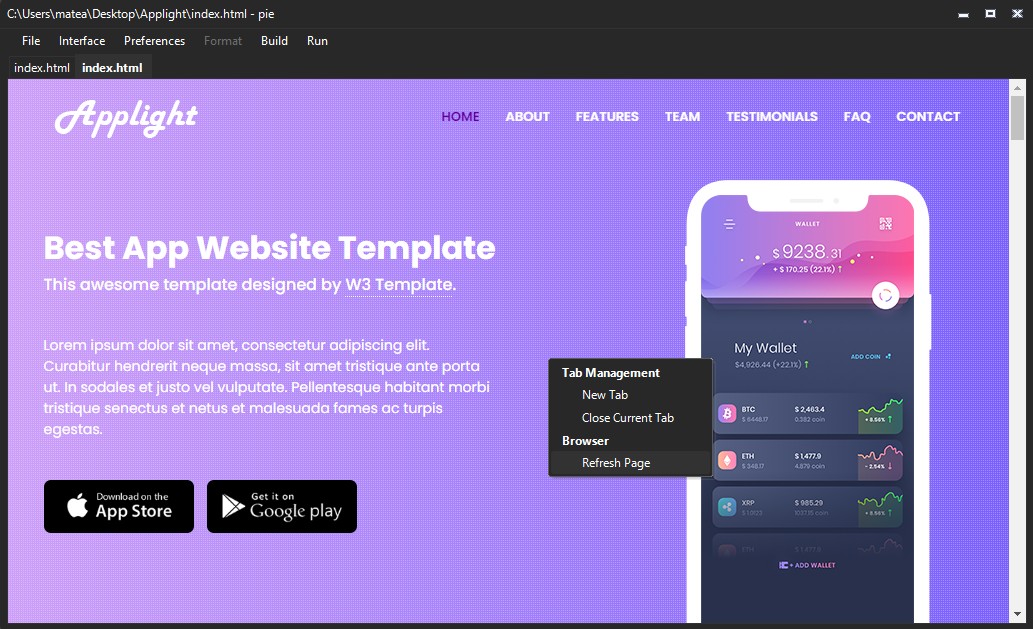 C:\Users\matea\Desktop\Applight\index.html - pie
File Interface Preferences Format Build Run
index.html index.html
Applight
HOME ABOUT FEATURES TEAM TESTIMONIALS FAQ CONTACT
WALLET
$ 9238.31
+ $ 170.25 (22.1%) ↑
Best App Website Template
This awesome template designed by W3 Template.
Lorem ipsum dolor sit amet, consectetur adipiscing elit.
Curabitur hendrerit neque massa, sit amet tristique ante porta
ut. In sodales et justo vel vulputate. Pellentesque habitant morbi
tristique senectus et netus et malesuada fames ac turpis
egestas.
Download on the
App Store
Get it on
Google play
Tab Management
New Tab
Close Current Tab
Browser
Refresh Page
My Wallet
ADD COIN
$4,926.44 (+22.1%) ↑
BTC $ 2,463.4
$ 6448.17 0.382 coin + 8.56% ↑
ETH $ 1,477.9
$ 348.17 4.879 coin - 2.54% ↓
XRP $ 985.29
+ 8.56% ↑
ETH $ 1,477.9
+ ADD WALLET